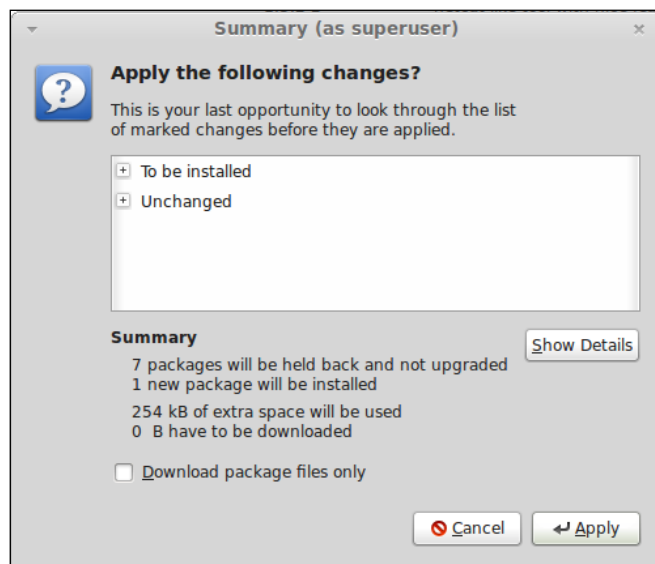 Summary (as superuser)
Apply the following changes?
This is your last opportunity to look through the list
of marked changes before they are applied.
To be installed
Unchanged
Summary
Show Details
7 packages will be held back and not upgraded
1 new package will be installed
254 kB of extra space will be used
0 B have to be downloaded
Download package files only
Cancel
Apply